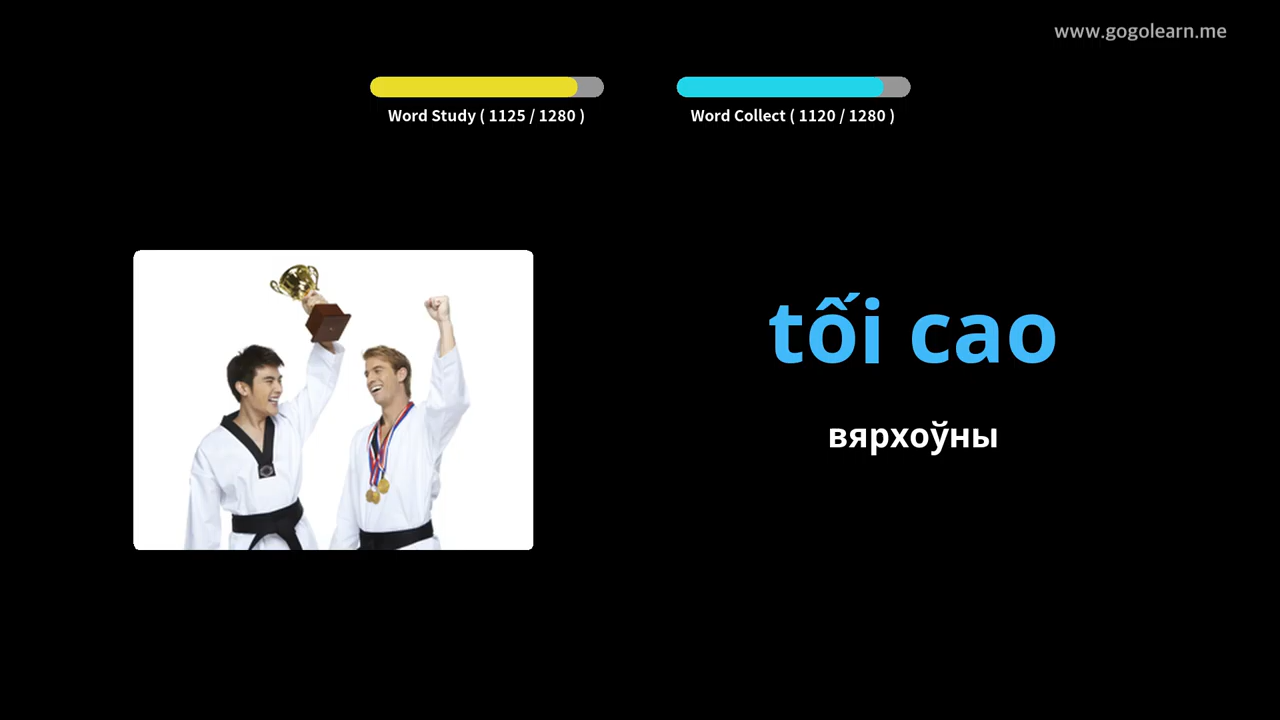 www.gogolearn.me
Word Study ( 1125 / 1280 )
Word Collect ( 1120 / 1280 )
tối cao
вярхоўны